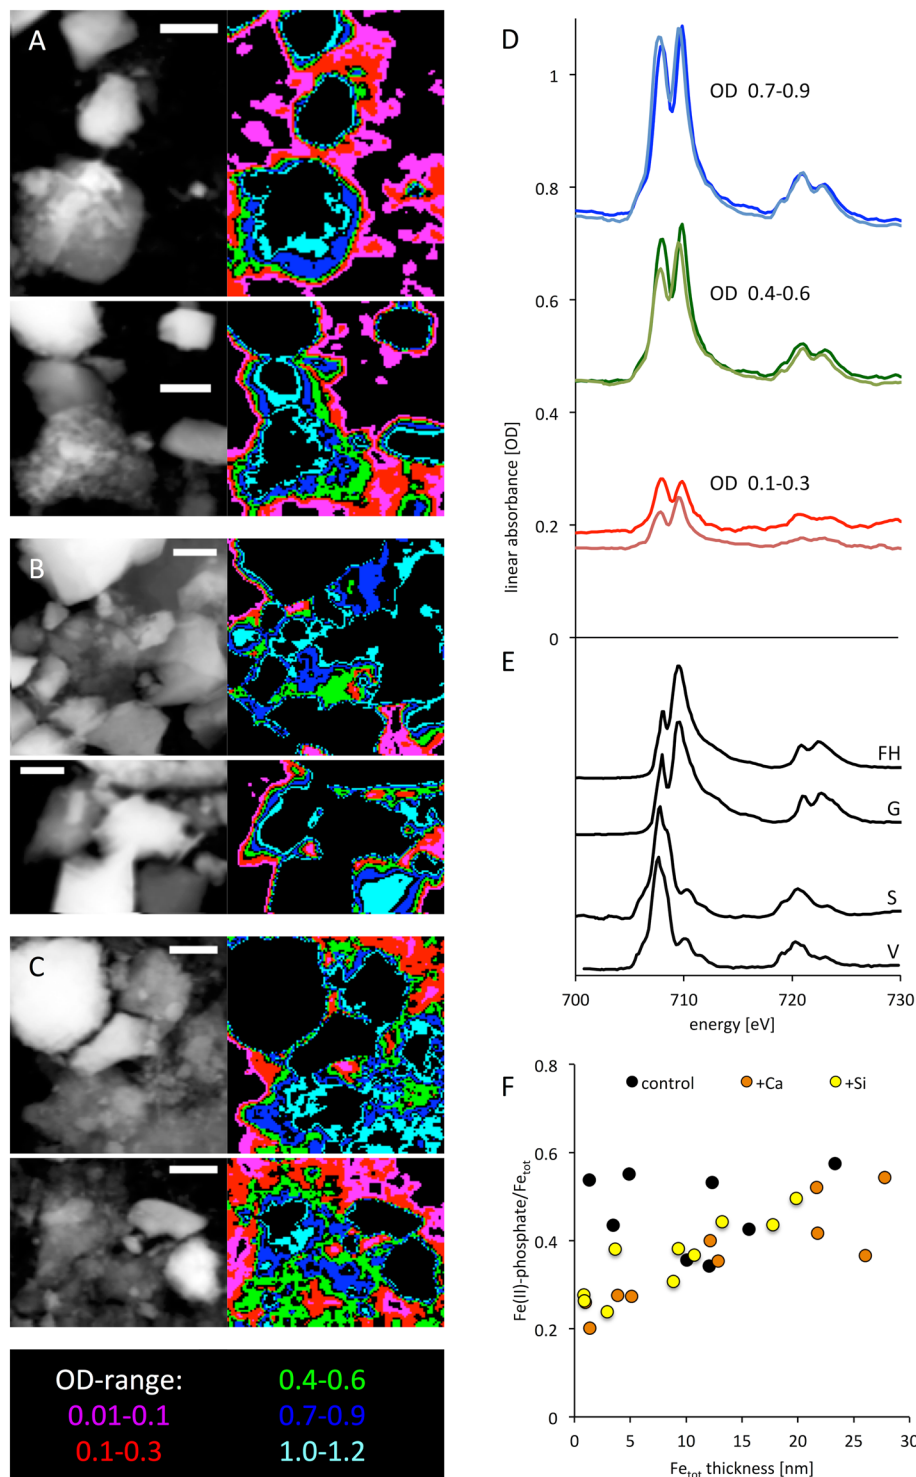 A
B
C
OD-range:
0.4-0.6
0.01-0.1
0.7-0.9
0.1-0.3
1.0-1.2
D
OD 0.7-0.9
OD 0.4-0.6
OD 0.1-0.3
linear absorbance [OD]
1
0.8
0.6
0.4
0.2
0
E
FH
G
S
V
700 710 720 730
energy [eV]
F
control +Ca +Si
Fe(II)-phosphate/Fetot
0.8
0.6
0.4
0.2
0
0 5 10 15 20 25 30
Fetot thickness [nm]